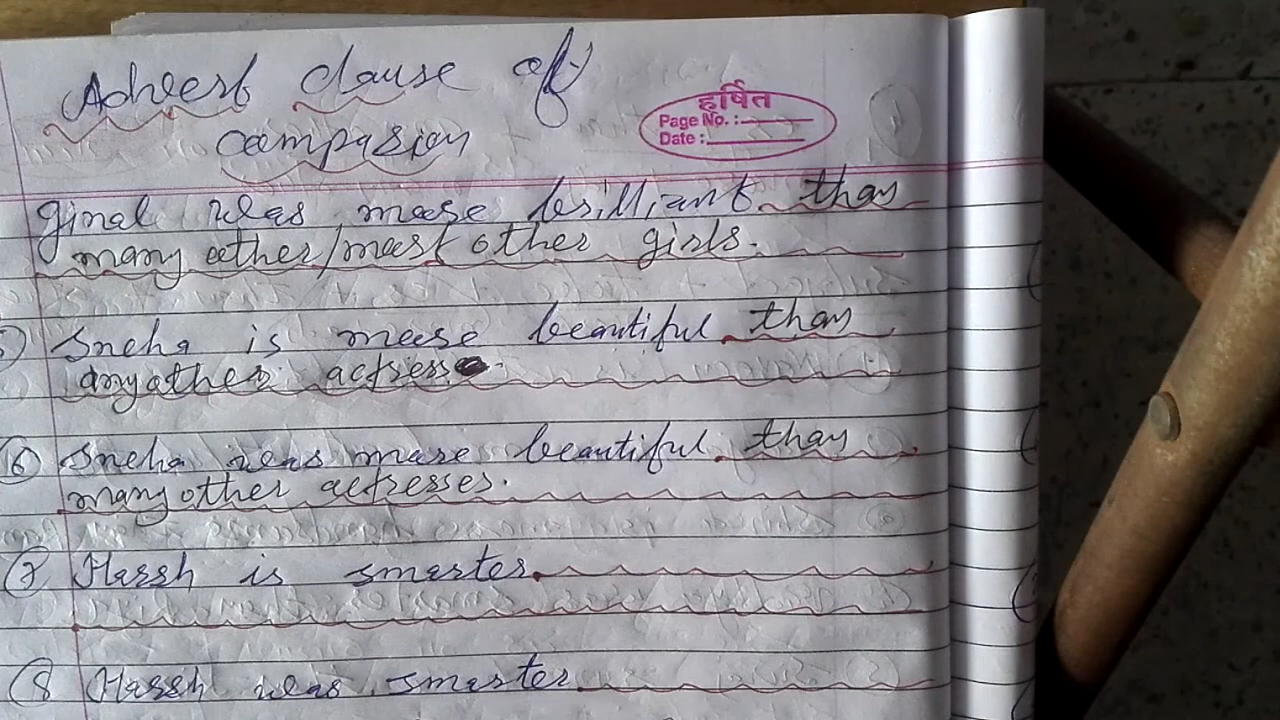 Adverb clause of
comparion
हर्षित
Page No. :
Date :
Ginal was more brilliant than
many other/most other girls.
5) Sneha is more beautiful than
anyother actress.
6 Sneha was more beautiful than
many other actresses.
7 Harsh is smarter
8 Harsh was smarter